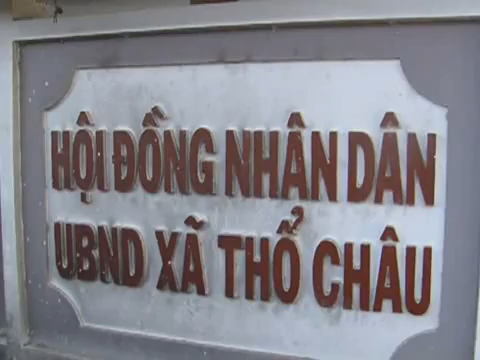 HỘI ĐỒNG NHÂN DÂN
UBND XÃ THỔ CHÂU